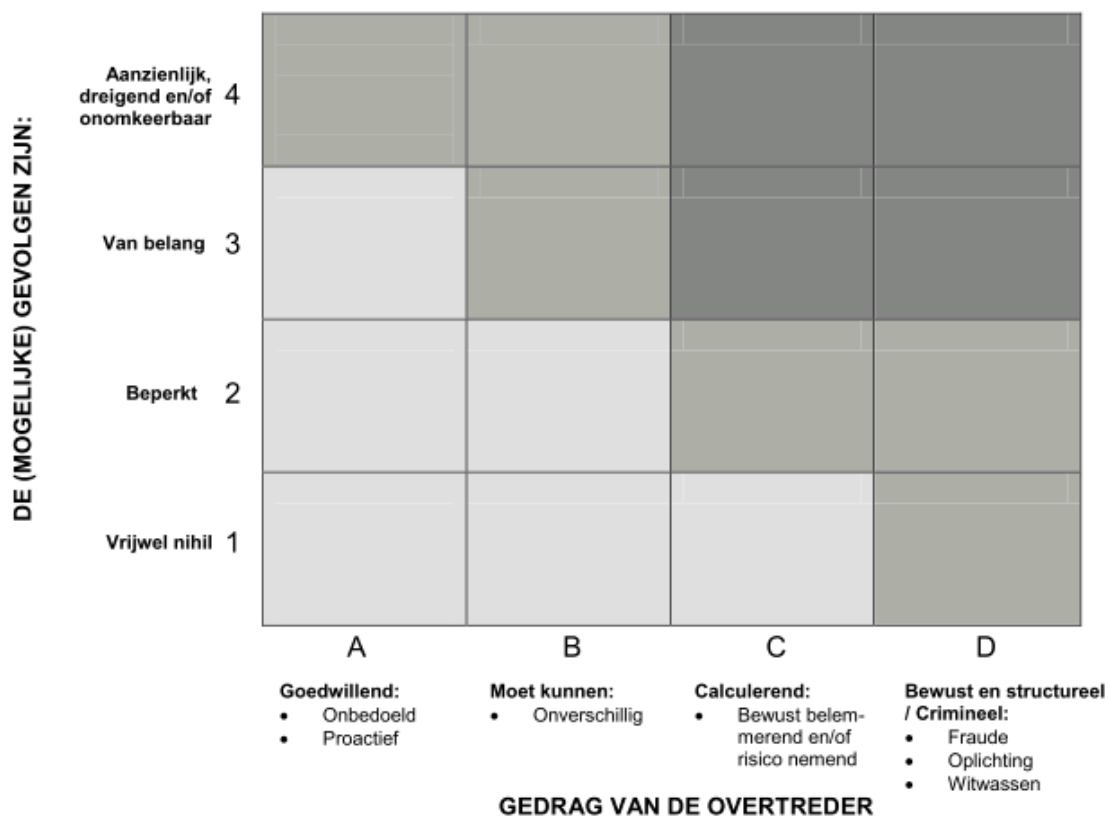 DE (MOGELIJKE) GEVOLGEN ZIJN:
Aanzienlijk,
dreigend en/of
onomkeerbaar
4
Van belang 3
Beperkt 2
Vrijwel nihil 1
A B C D
Goedwillend:
• Onbedoeld
• Proactief
Moet kunnen:
• Onverschillig
Calculerend:
• Bewust belem-
merend en/of
risico nemend
Bewust en structureel
/ Crimineel:
• Fraude
• Oplichting
• Witwassen
GEDRAG VAN DE OVERTREDER